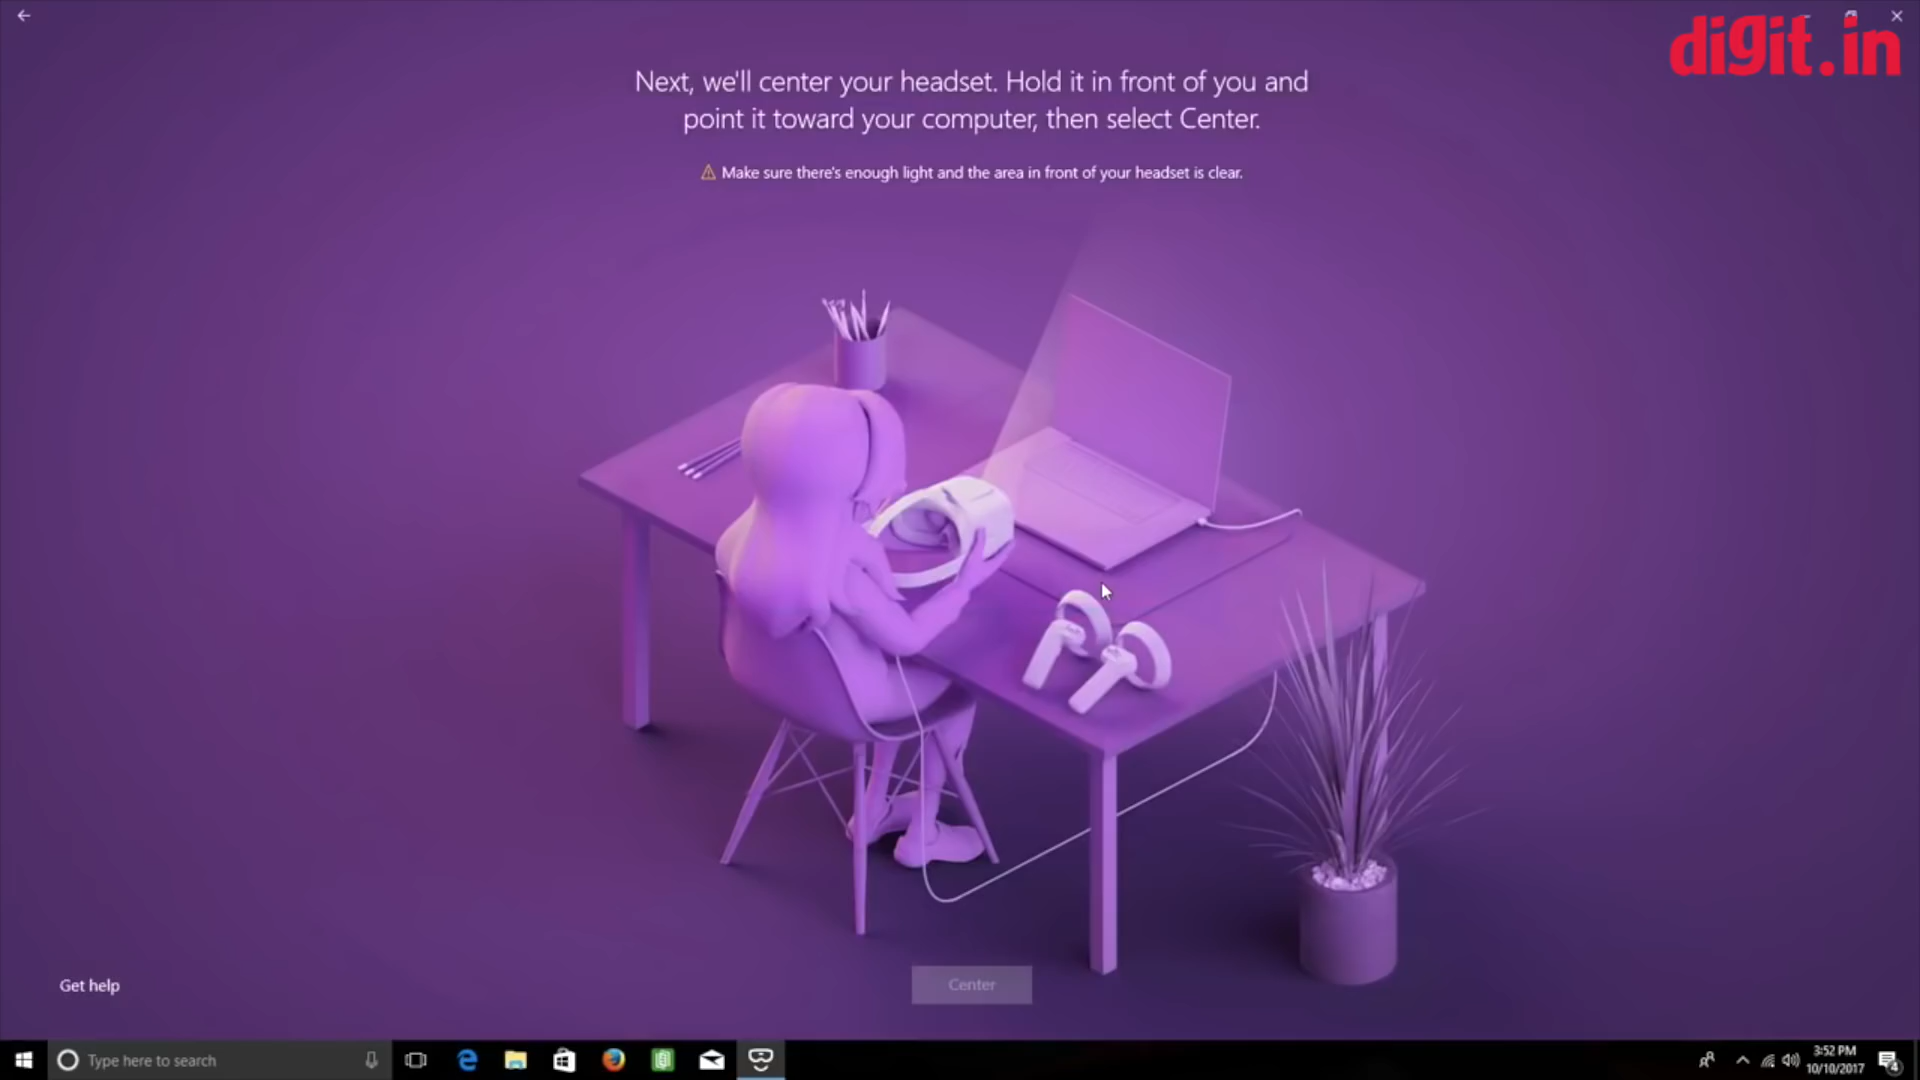 digit.in
Next, we'll center your headset. Hold it in front of you and
point it toward your computer, then select Center.
Make sure there's enough light and the area in front of your headset is clear.
Get help
Center
Type here to search
3:52 PM
10/10/2017
4